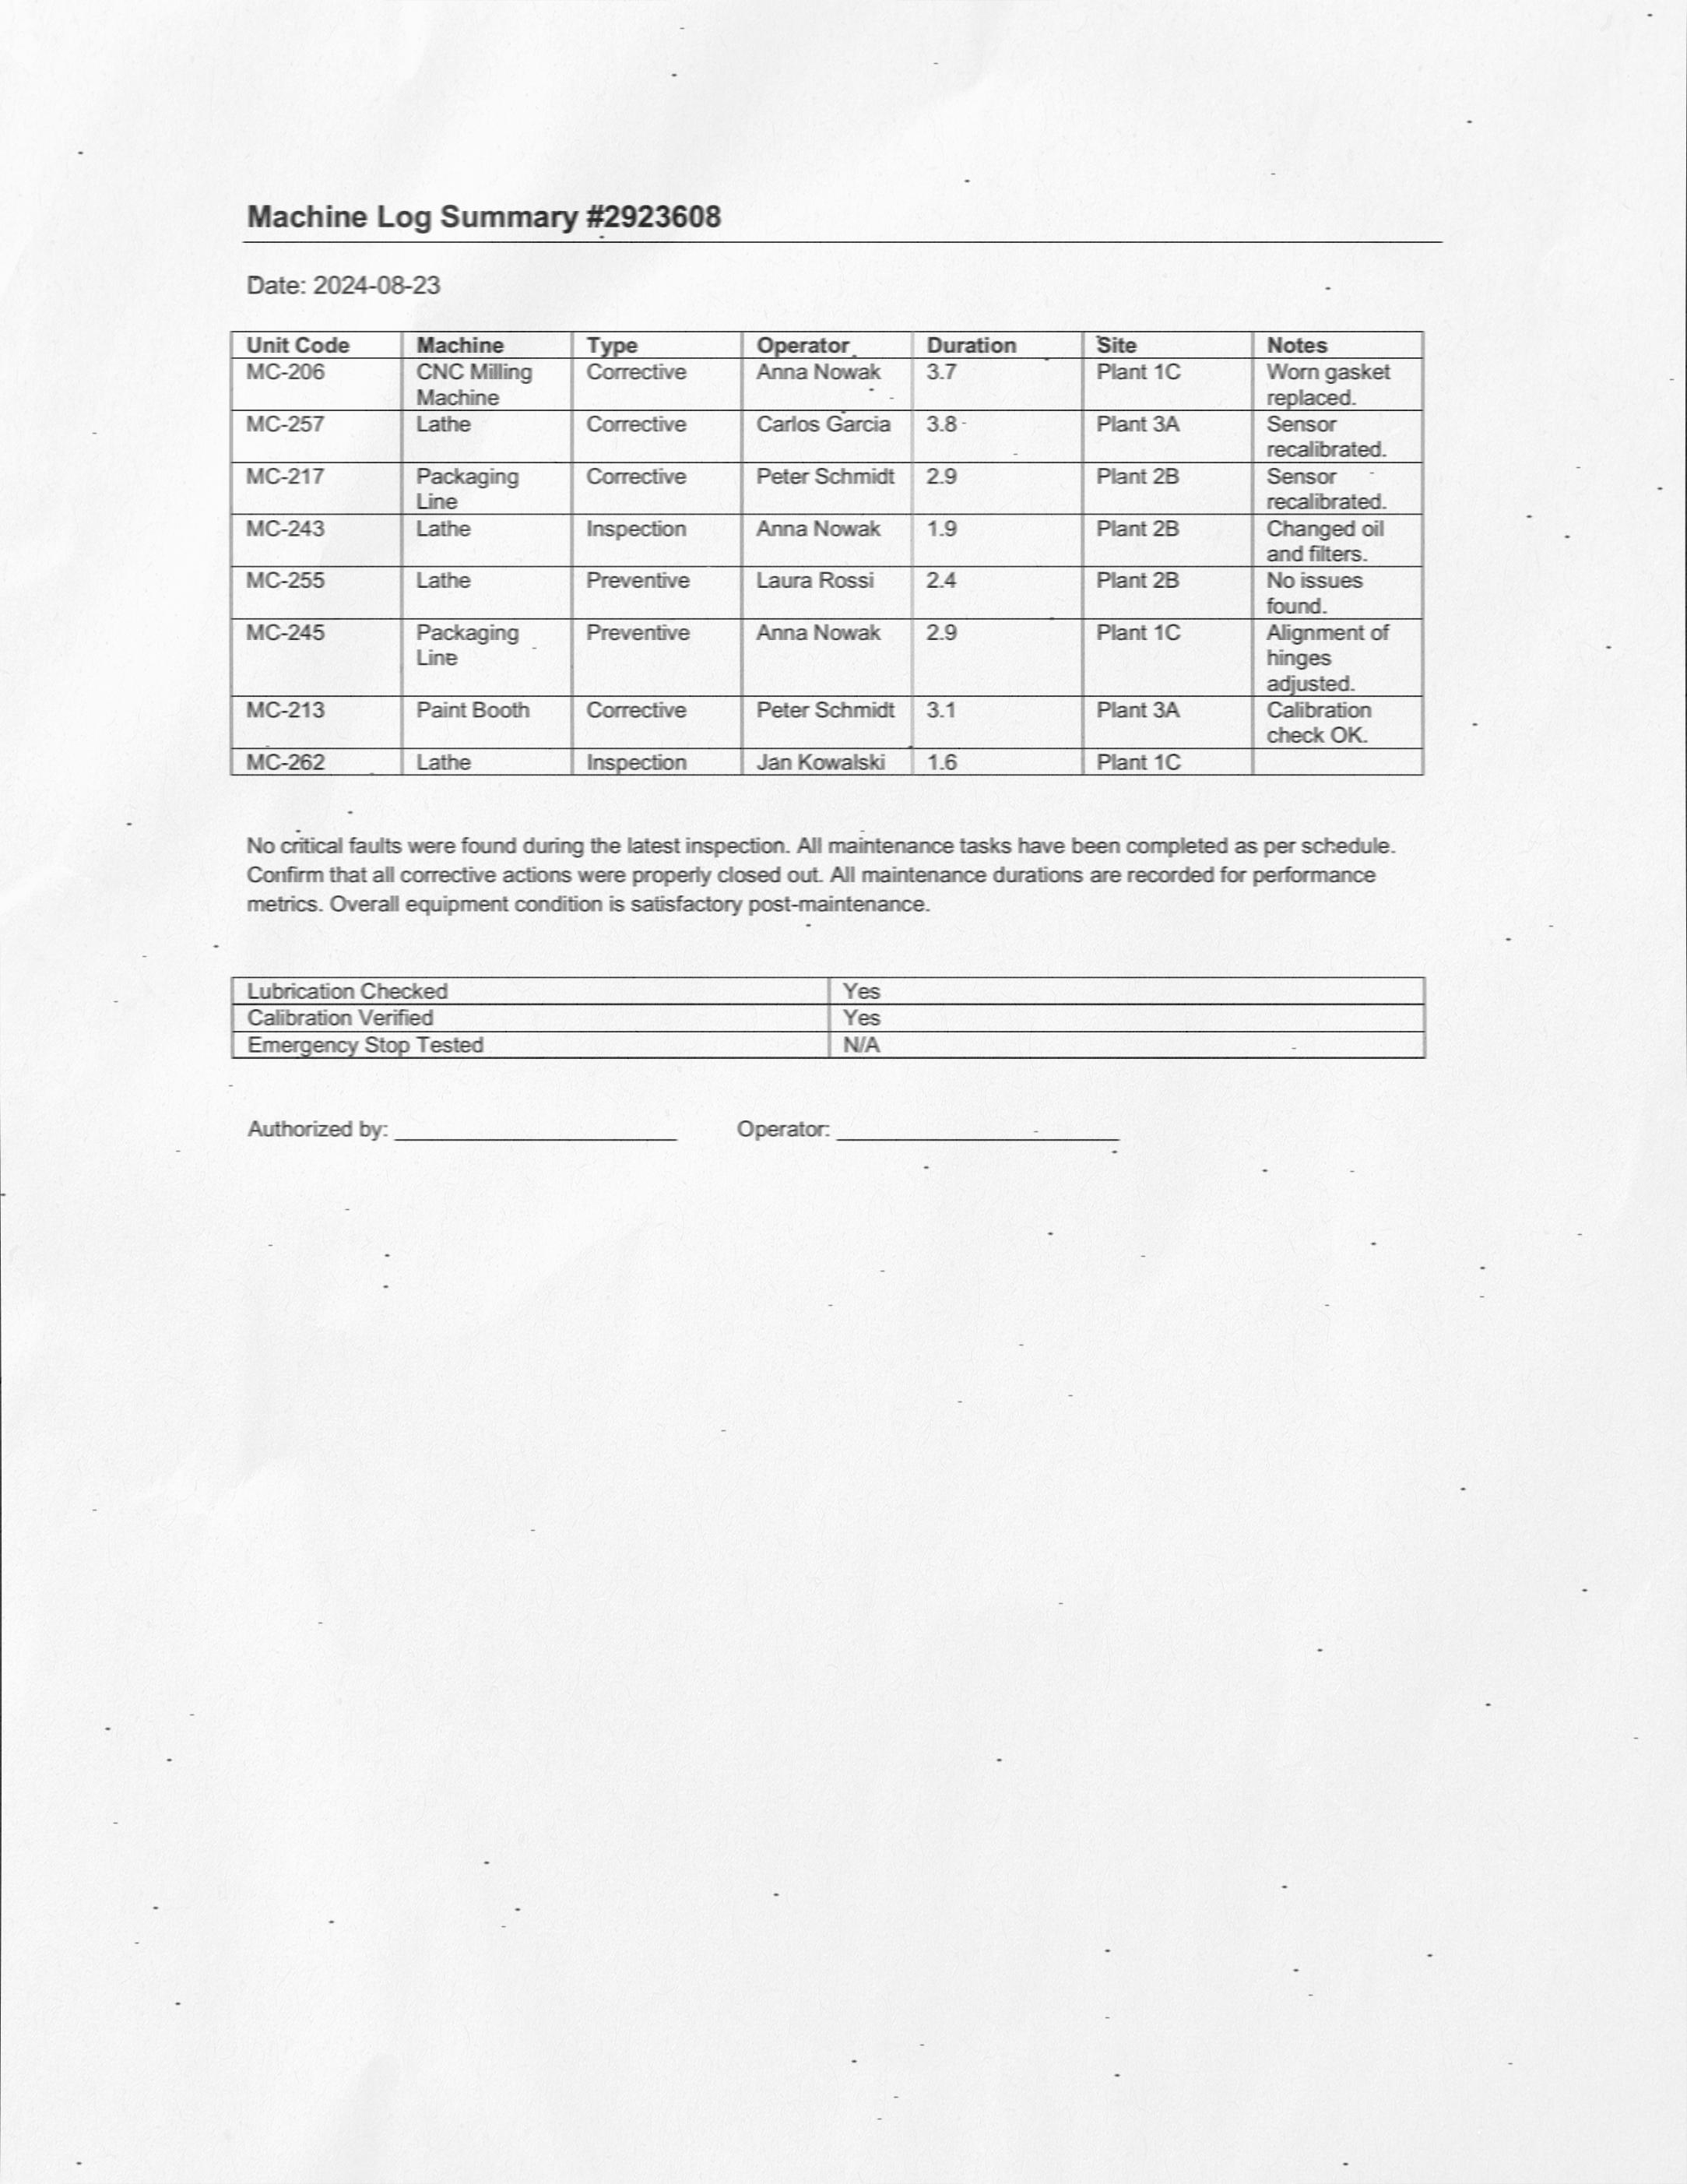 Machine Log Summary #2923608
Date: 2024-08-23
Unit Code Machine Type Operator Duration Site Notes
MC-206 CNC Milling Machine Corrective Anna Nowak 3.7 Plant 1C Worn gasket replaced.
MC-257 Lathe Corrective Carlos Garcia 3.8 Plant 3A Sensor recalibrated.
MC-217 Packaging Line Corrective Peter Schmidt 2.9 Plant 2B Sensor recalibrated.
MC-243 Lathe Inspection Anna Nowak 1.9 Plant 2B Changed oil and filters.
MC-255 Lathe Preventive Laura Rossi 2.4 Plant 2B No issues found.
MC-245 Packaging Line Preventive Anna Nowak 2.9 Plant 1C Alignment of hinges adjusted.
MC-213 Paint Booth Corrective Peter Schmidt 3.1 Plant 3A Calibration check OK.
MC-262 Lathe Inspection Jan Kowalski 1.6 Plant 1C
No critical faults were found during the latest inspection. All maintenance tasks have been completed as per schedule.
Confirm that all corrective actions were properly closed out. All maintenance durations are recorded for performance
metrics. Overall equipment condition is satisfactory post-maintenance.
Lubrication Checked Yes
Calibration Verified Yes
Emergency Stop Tested N/A
Authorized by: ____________________ Operator: ____________________